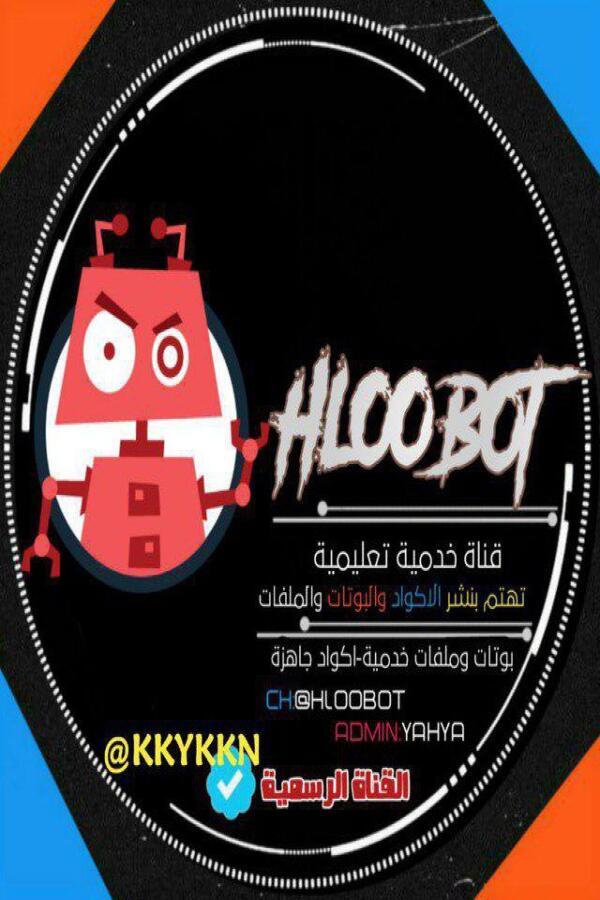 HLOOBOT
قناة خدمية تعليمية
تهتم بنشر الاكواد والبوتات والملفات
بوتات وملفات خدمية-اكواد جاهزة
CH:@HLOOBOT
ADMIN:YAHYA
@KKYKKN
القناة الرسمية